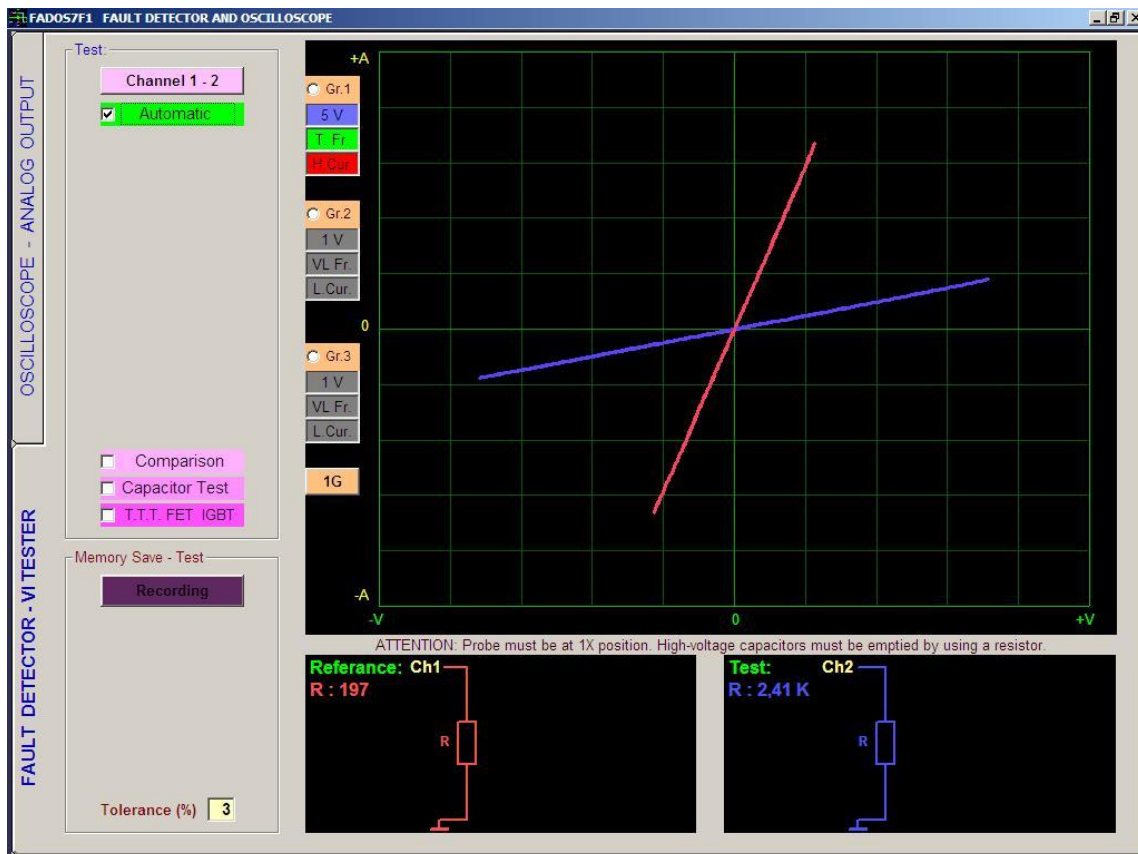 FADOS7F1 FAULT DETECTOR AND OSCILLOSCOPE
OSCILLOSCOPE - ANALOG OUTPUT
FAULT DETECTOR - VI TESTER
Test:
Channel 1 - 2
Automatic
Comparison
Capacitor Test
T.T.T. FET IGBT
Memory Save - Test
Recording
Tolerance (%) 3
+A
Gr.1
5 V
T. Fr
H.Cur
Gr.2
1 V
VL Fr.
L.Cur.
0
Gr.3
1 V
VL Fr.
L.Cur.
1G
-A
-V 0 +V
ATTENTION: Probe must be at 1X position. High-voltage capacitors must be emptied by using a resistor.
Referance: Ch1
R : 197
R
Test: Ch2
R : 2,41 K
R